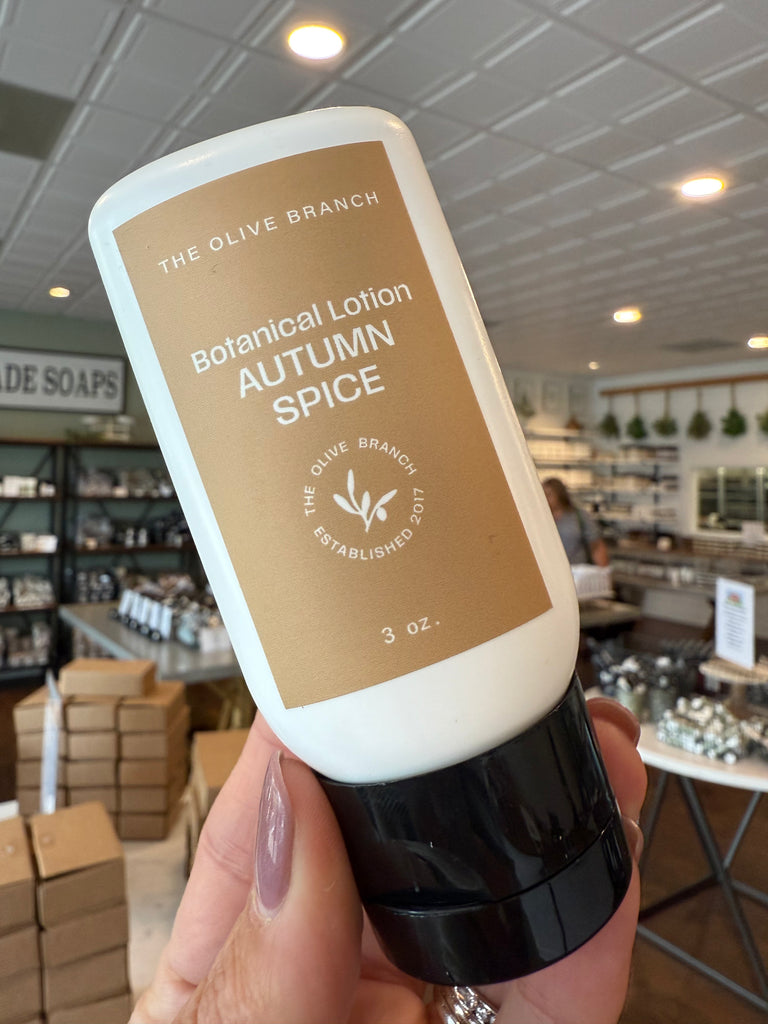 THE OLIVE BRANCH
Botanical Lotion
AUTUMN
SPICE
THE OLIVE BRANCH
ESTABLISHED 2017
3 oz.
ADE SOAPS